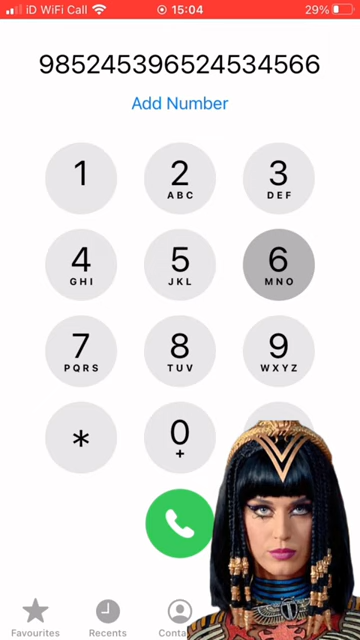 iD WiFi Call 15:04 29%
985245396524534566
Add Number
1 2 3
ABC DEF
4 5 6
GHI JKL MNO
7 8 9
PQRS TUV WXYZ
* 0
+
Favourites Recents Conta